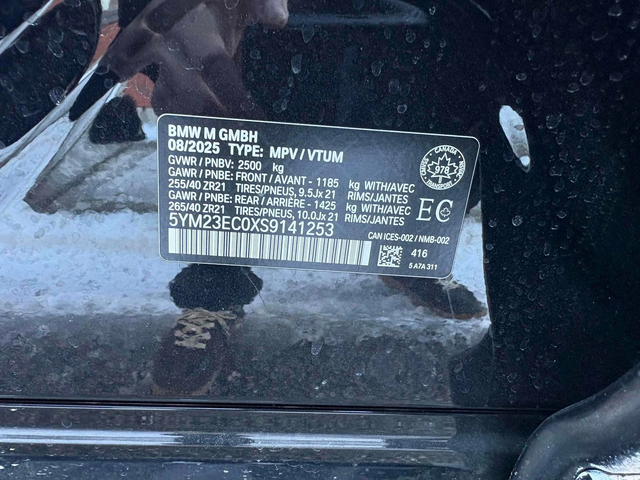 BMW M GMBH
08/2025 TYPE: MPV / VTUM
GVWR / PNBV: 2500 kg
GAWR / PNBE: FRONT / AVANT - 1185 kg WITH/AVEC
255/40 ZR21 TIRES/PNEUS, 9.5Jx 21 RIMS/JANTES
GAWR / PNBE: REAR / ARRIÈRE - 1425 kg WITH/AVEC
265/40 ZR21 TIRES/PNEUS, 10.0Jx 21 RIMS/JANTES
5YM23EC0XS9141253
CANADA
978
EC
CAN ICES-002 / NMB-002
416
5 A7A 311